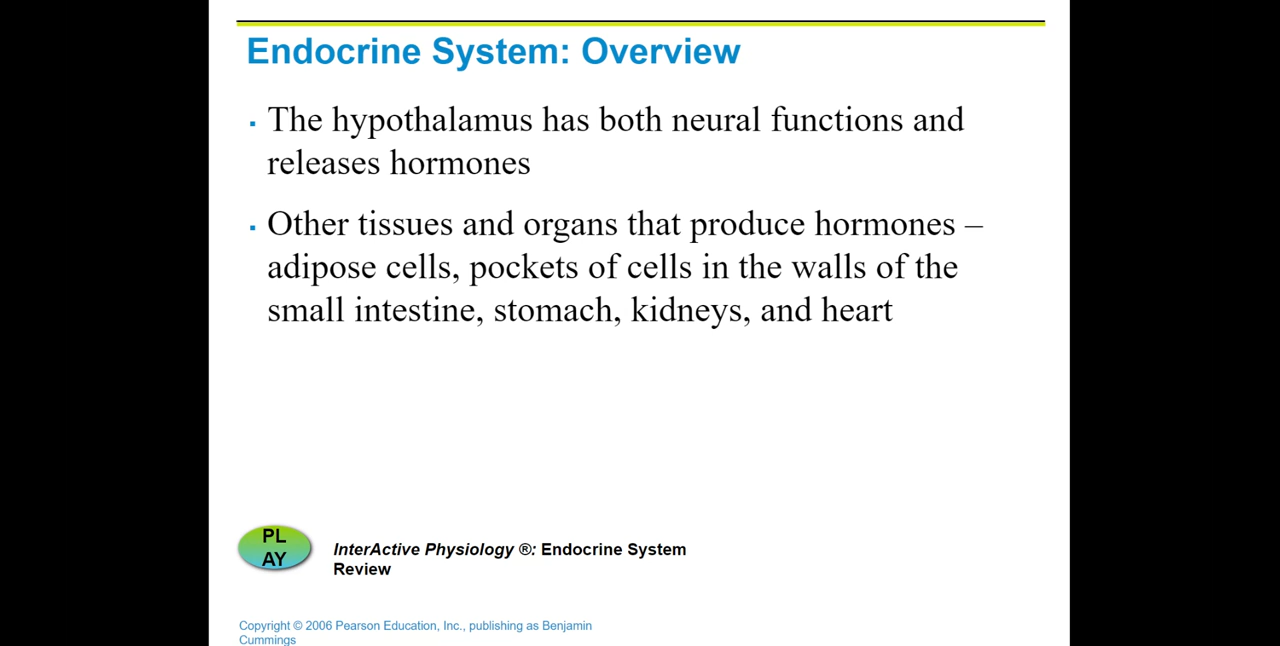 Endocrine System: Overview
▪ The hypothalamus has both neural functions and
releases hormones
▪ Other tissues and organs that produce hormones –
adipose cells, pockets of cells in the walls of the
small intestine, stomach, kidneys, and heart
PL
AY
InterActive Physiology ®: Endocrine System
Review
Copyright © 2006 Pearson Education, Inc., publishing as Benjamin
Cummings